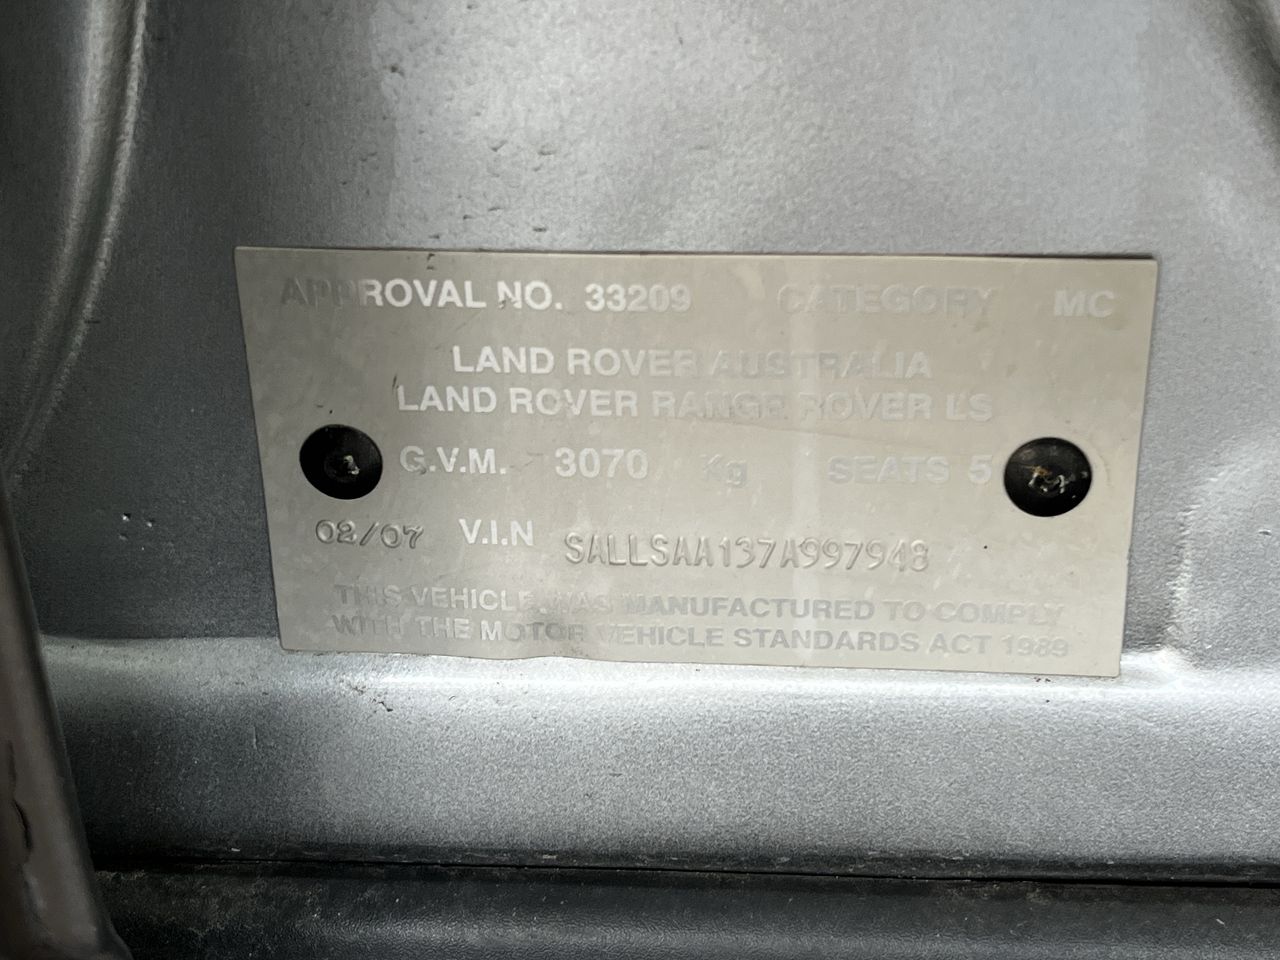 APPROVAL NO. 33209 CATEGORY MC
LAND ROVER AUSTRALIA
LAND ROVER RANGE ROVER LS
G.V.M. 3070 Kg SEATS 5
02/07 V.I.N SALLSAA137A997948
THIS VEHICLE WAS MANUFACTURED TO COMPLY
WITH THE MOTOR VEHICLE STANDARDS ACT 1989